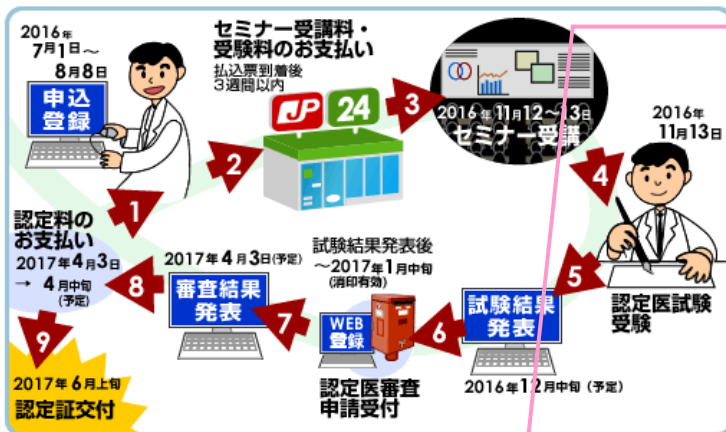 2016年
7月1日～
8月8日
申込
登録
1
2
セミナー受講料・
受験料のお支払い
払込票到着後
3週間以内
JP
24
3
2016年11月12～13日
セミナー受講
4
2016年
11月13日
認定医試験
受験
5
試験結果
発表
2016年12月中旬（予定）
6
試験結果発表後
～2017年1月中旬
(消印有効)
WEB
登録
認定医審査
申請受付
7
2017年4月3日(予定)
審査結果
発表
8
認定料の
お支払い
2017年4月3日
→ 4月中旬
(予定)
9
2017年6月上旬
認定証交付